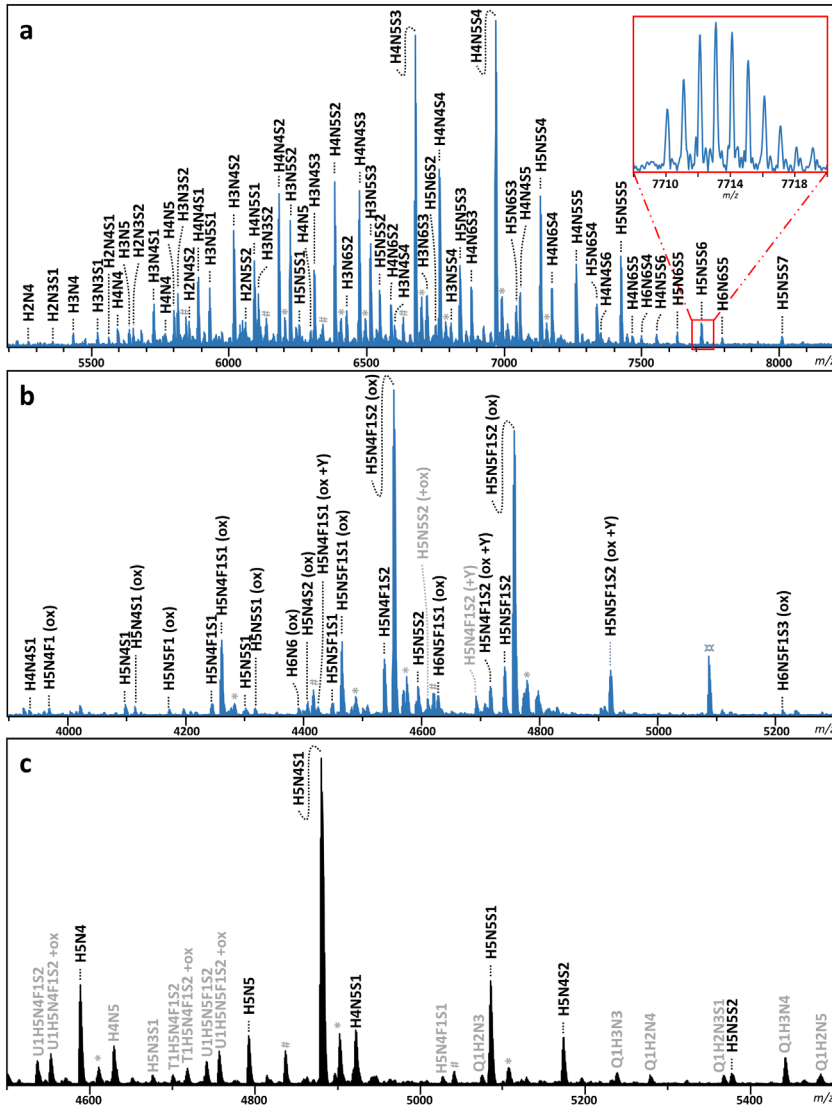 a
H2N4
H2N3S1
H3N4
H3N3S1
H2N4S1
H4N4
H3N5
H2N3S2
H3N4S1
H4N4
H4N5
H3N3S2
H2N4S2
H4N4S1
H3N5S1
H3N4S2
H2N5S2
H4N5S1
H3N3S2
#
H4N4S2
H3N5S2
*
H5N5S1
H4N5
H3N4S3
#
H4N5S2
*
H3N6S2
H4N4S3
*
H3N5S3
H5N5S2
H4N6S2
H3N4S4
#
H4N5S3
*
H3N6S3
H5N6S2
H4N4S4
*
H3N5S4
H5N5S3
H4N6S3
H4N5S4
*
H5N6S3
H4N4S5
H5N5S4
*
H4N6S4
H4N5S5
H5N6S4
H4N4S6
H5N5S5
H4N6S5
H6N6S4
H4N5S6
H5N6S5
H5N5S6
H6N6S5
H5N5S7
7710 7714 7718
m/z
5500 6000 6500 7000 7500 8000 m/z
b
H4N4S1
H5N4F1 (ox)
H5N4S1
H5N4S1 (ox)
H5N5F1 (ox)
H5N4F1S1
H5N4F1S1 (ox)
*
H5N5S1
H5N5S1 (ox)
H6N6 (ox)
H5N4S2 (ox)
#
H5N4F1S1 (ox +Y)
H5N5F1S1
H5N5F1S1 (ox)
*
H5N4F1S2
H5N4F1S2 (ox)
*
H5N5S2
H5N5S2 (+ox)
#
H6N5F1S1 (ox)
H5N4F1S2 (+Y)
H5N4F1S2 (ox +Y)
H5N5F1S2
H5N5F1S2 (ox)
*
H5N5F1S2 (ox +Y)
¤
H6N5F1S3 (ox)
4000 4200 4400 4600 4800 5000 5200 m/z
c
U1H5N4F1S2
U1H5N4F1S2 +ox
H5N4
*
H4N5
H5N3S1
T1H5N4F1S2
T1H5N4F1S2 +ox
U1H5N5F1S2
U1H5N5F1S2 +ox
H5N5
#
H5N4S1
*
H4N5S1
H5N4F1S1
#
Q1H2N3
H5N5S1
*
H5N4S2
Q1H3N3
Q1H2N4
Q1H2N3S1
H5N5S2
Q1H3N4
Q1H2N5
4600 4800 5000 5200 5400 m/z